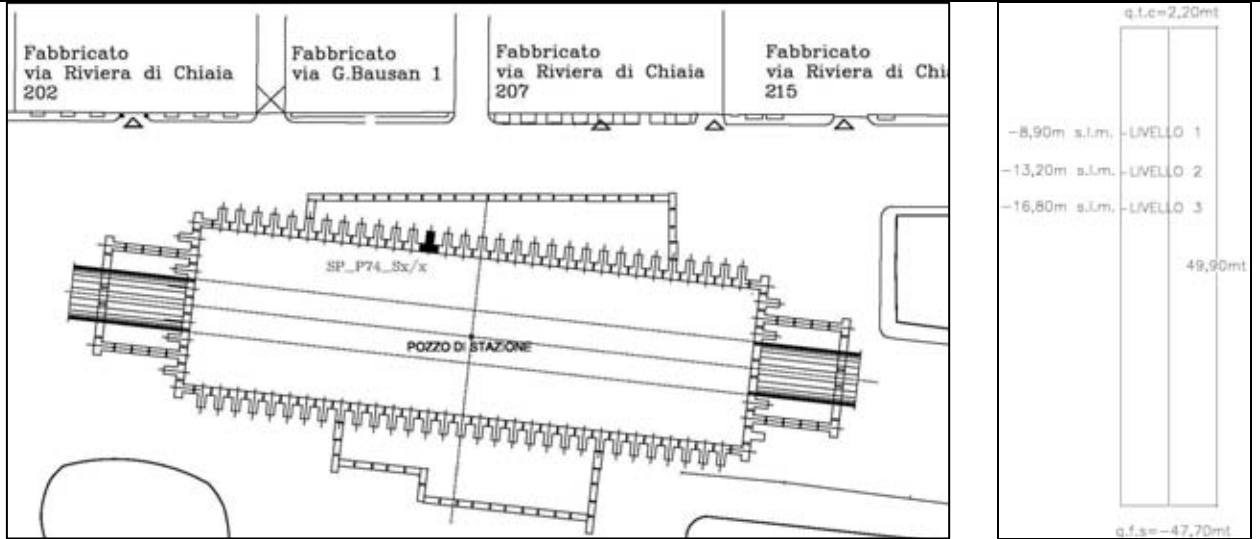 Fabbricato
via Riviera di Chiaia
202
Fabbricato
via G.Bausan 1
Fabbricato
via Riviera di Chiaia
207
Fabbricato
via Riviera di Chi
215
SP_P74_Sx/x
POZZO DI STAZIONE
q.t.c=2,20mt
-8,90m s.l.m. LIVELLO 1
-13,20m s.l.m. LIVELLO 2
-16,80m s.l.m. LIVELLO 3
49,90mt
q.f.s=-47,70mt